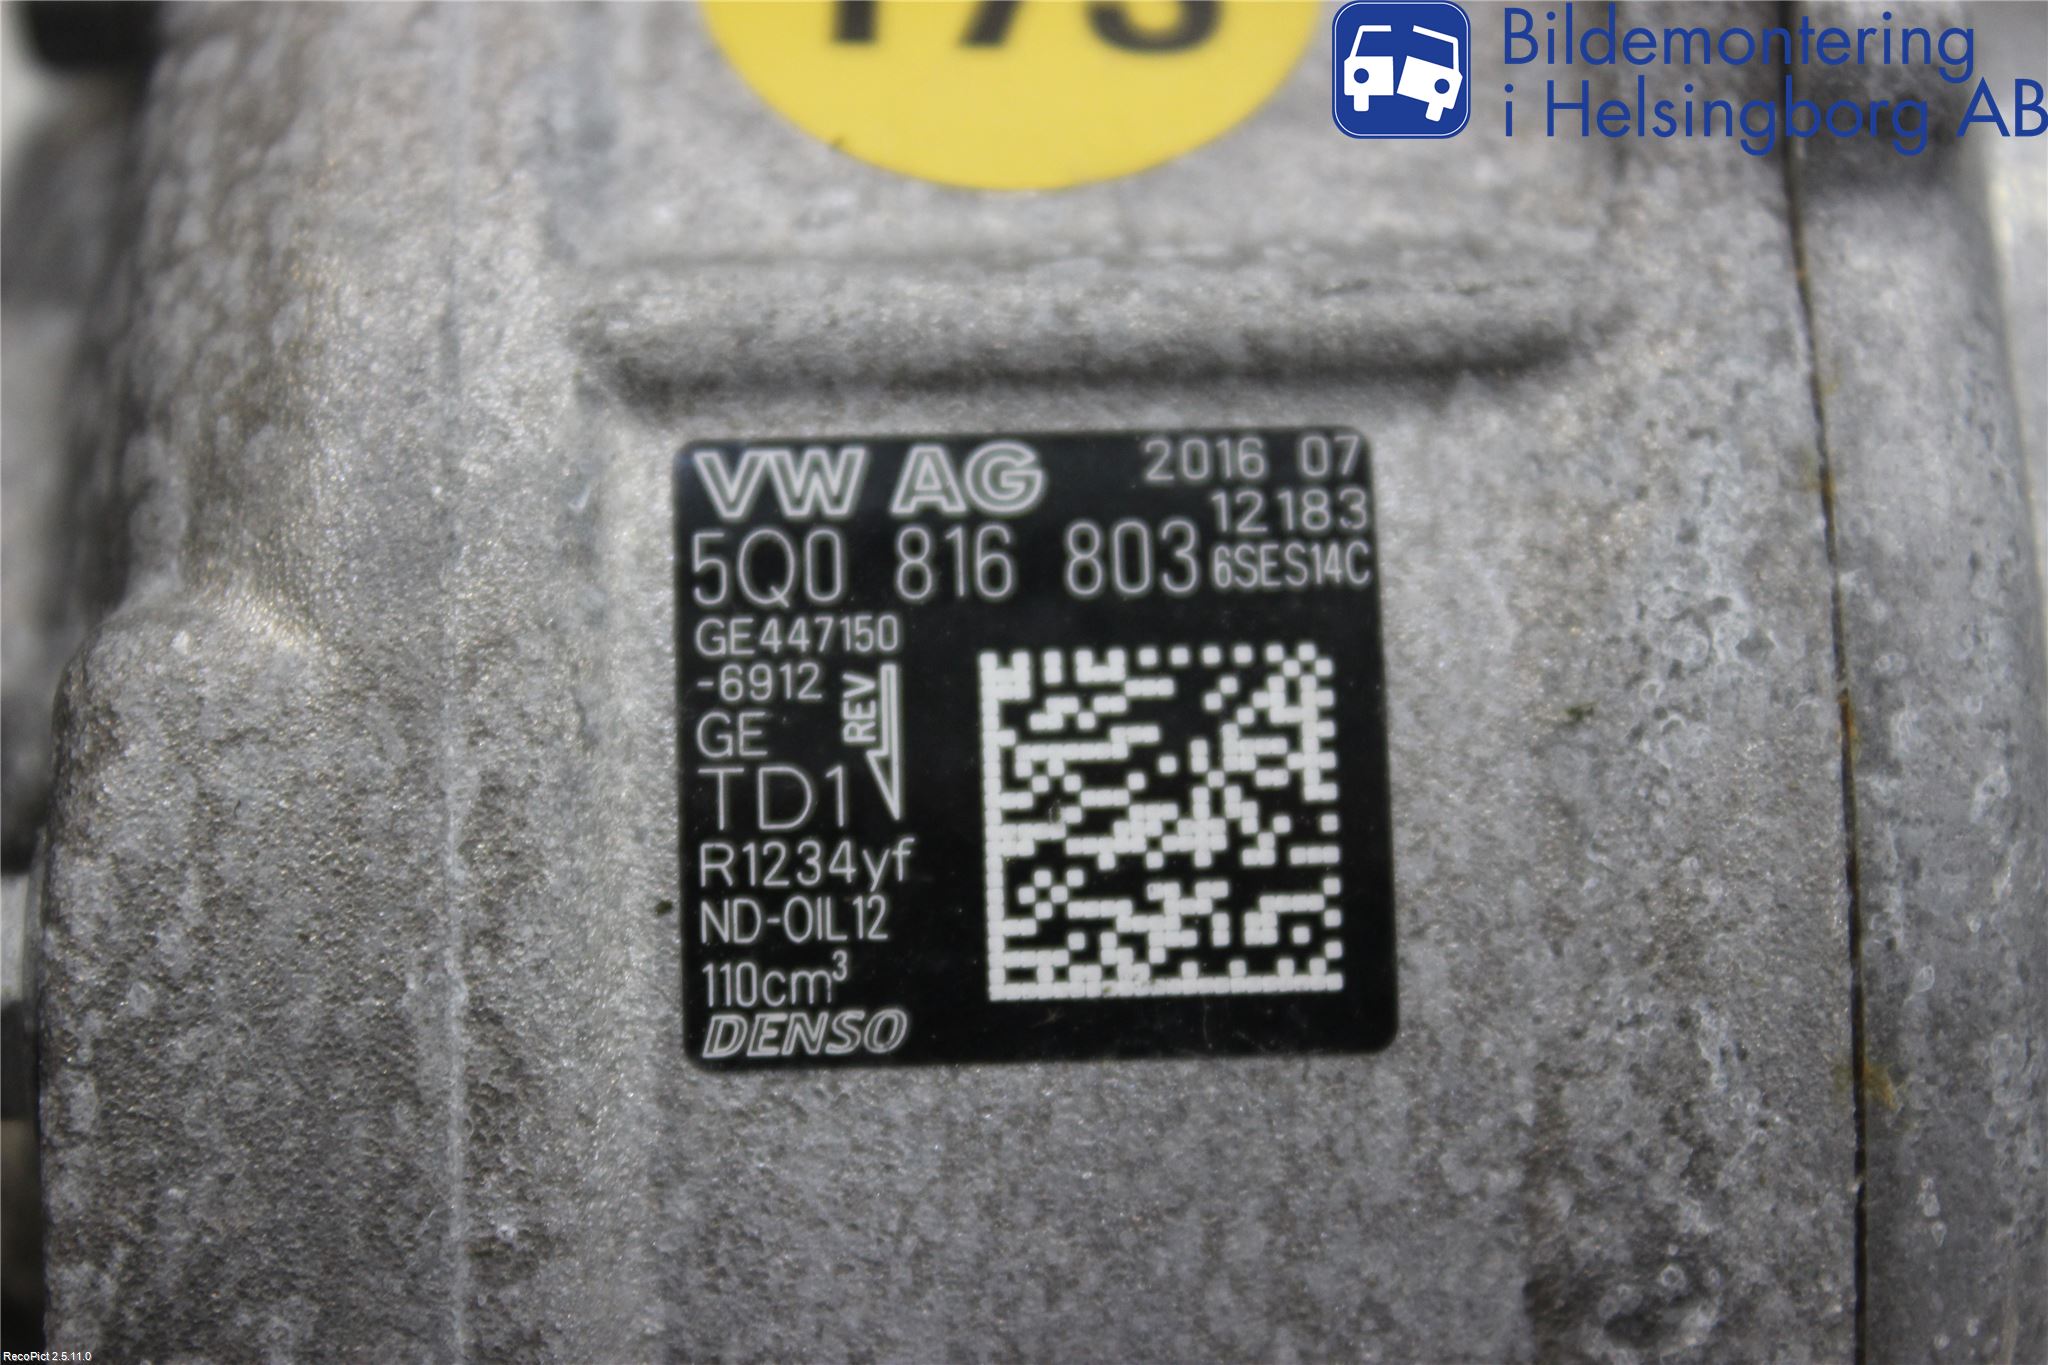 173
Bildemontering
i Helsingborg AB
VW AG 2016 07
12183
5Q0 816 803 6SES14C
GE447150
-6912
REV
GE
TD1
R1234yf
ND-OIL12
110cm³
DENSO
RecoPict 2.5.11.0